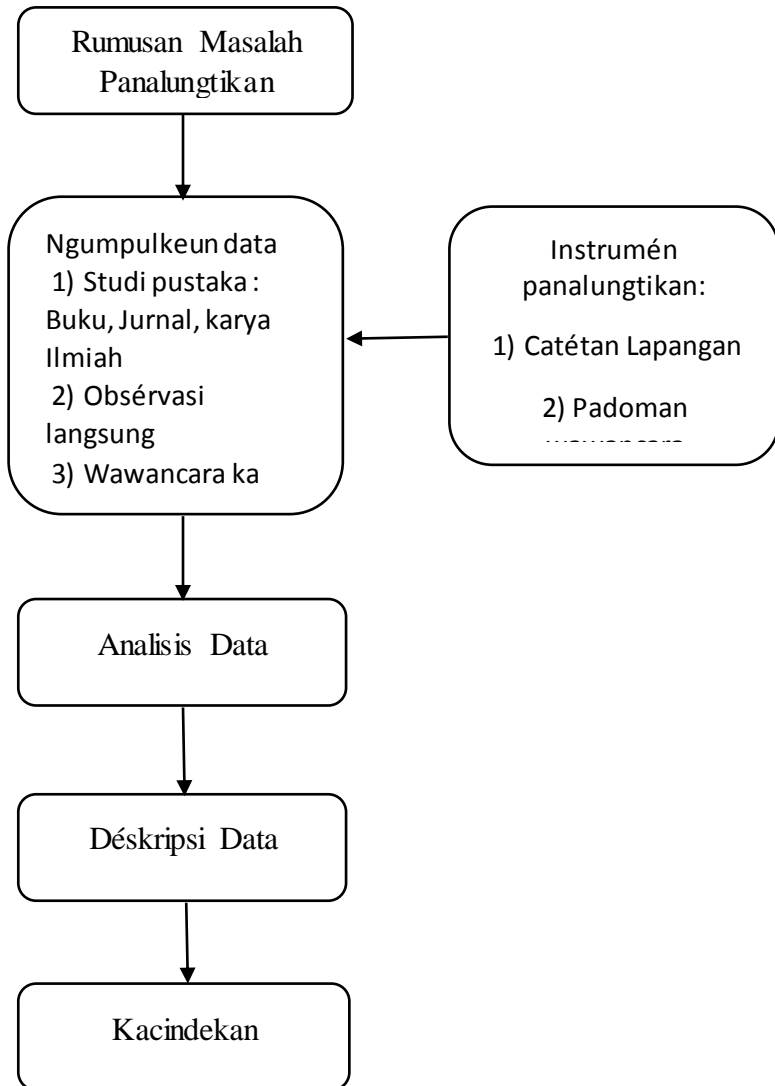 Rumusan Masalah
Panalungtikan
Ngumpulkeun data
1) Studi pustaka :
Buku, Jurnal, karya
Ilmiah
2) Obsérvasi
langsung
3) Wawancara ka
Instrumén
panalungtikan:
1) Catétan Lapangan
2) Padoman
Analisis Data
Déskripsi Data
Kacindekan